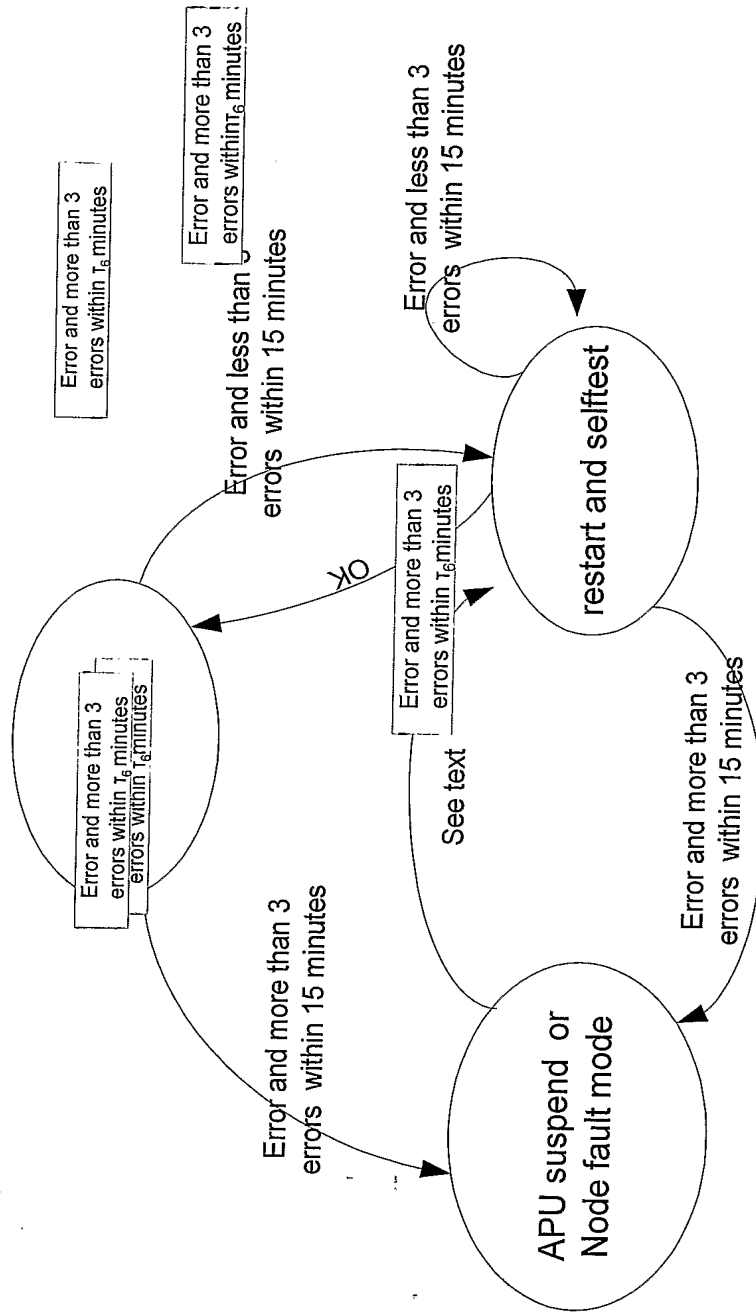 Error and more than 3
errors within τ₆ minutes
Error and more than 3
errors within τ₆ minutes
Error and less than
errors within 15 minutes
Error and more than 3
errors within τ₆ minutes
errors within τ₆ minutes
Error and more than 3
errors within 15 minutes
OK
Error and more than 3
errors within τ₆ minutes
See text
Error and less than 3
errors within 15 minutes
restart and selftest
APU suspend or
Node fault mode
Error and more than 3
errors within 15 minutes